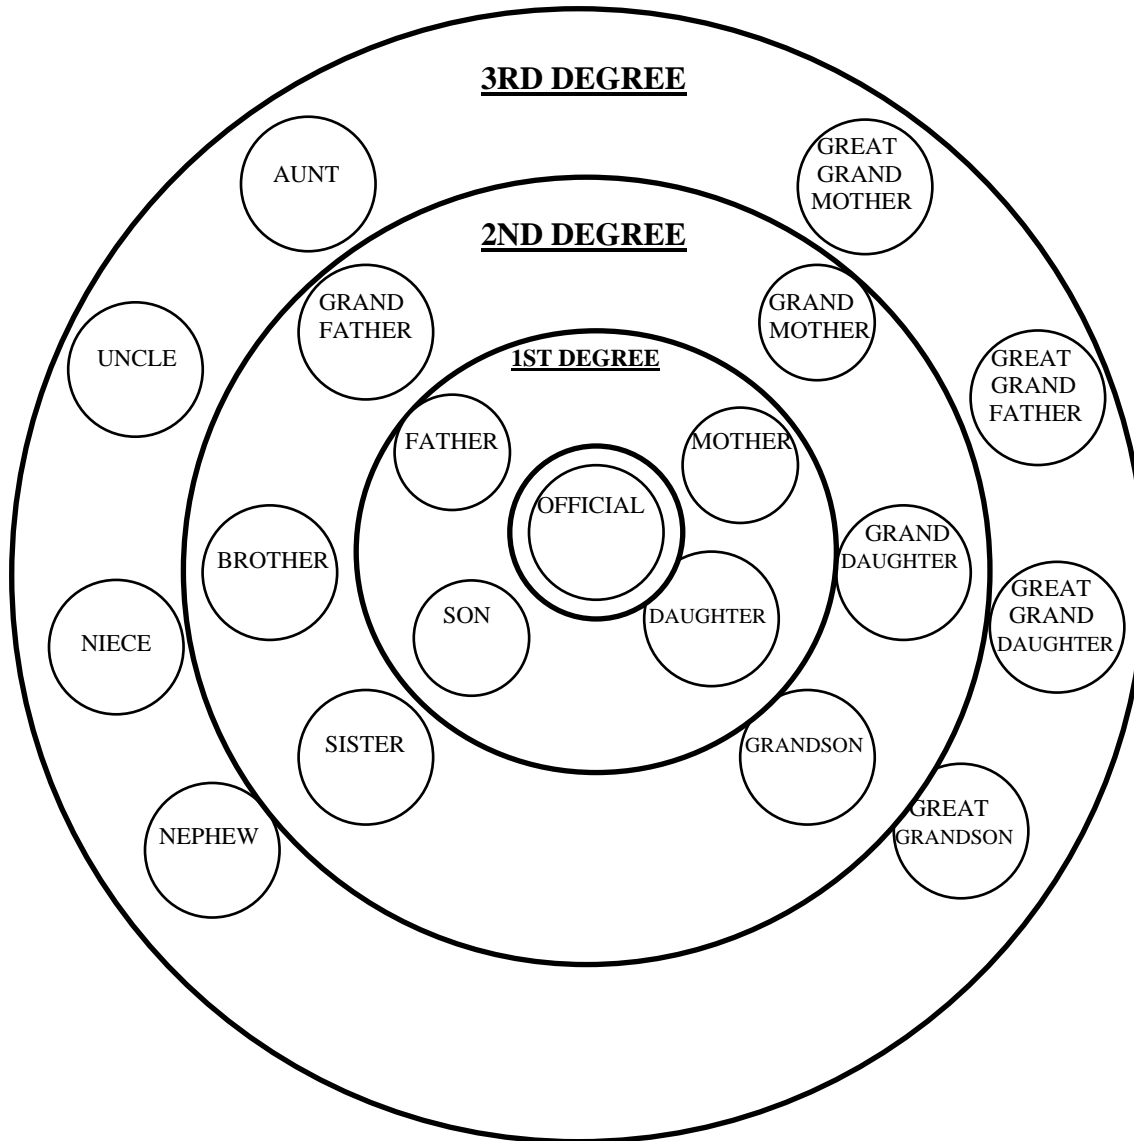 3RD DEGREE
AUNT
GREAT
GRAND
MOTHER
2ND DEGREE
GRAND
FATHER
GRAND
MOTHER
UNCLE
1ST DEGREE
GREAT
GRAND
FATHER
FATHER
MOTHER
OFFICIAL
BROTHER
GRAND
DAUGHTER
SON
DAUGHTER
NIECE
GREAT
GRAND
DAUGHTER
SISTER
GRANDSON
NEPHEW
GREAT
GRANDSON